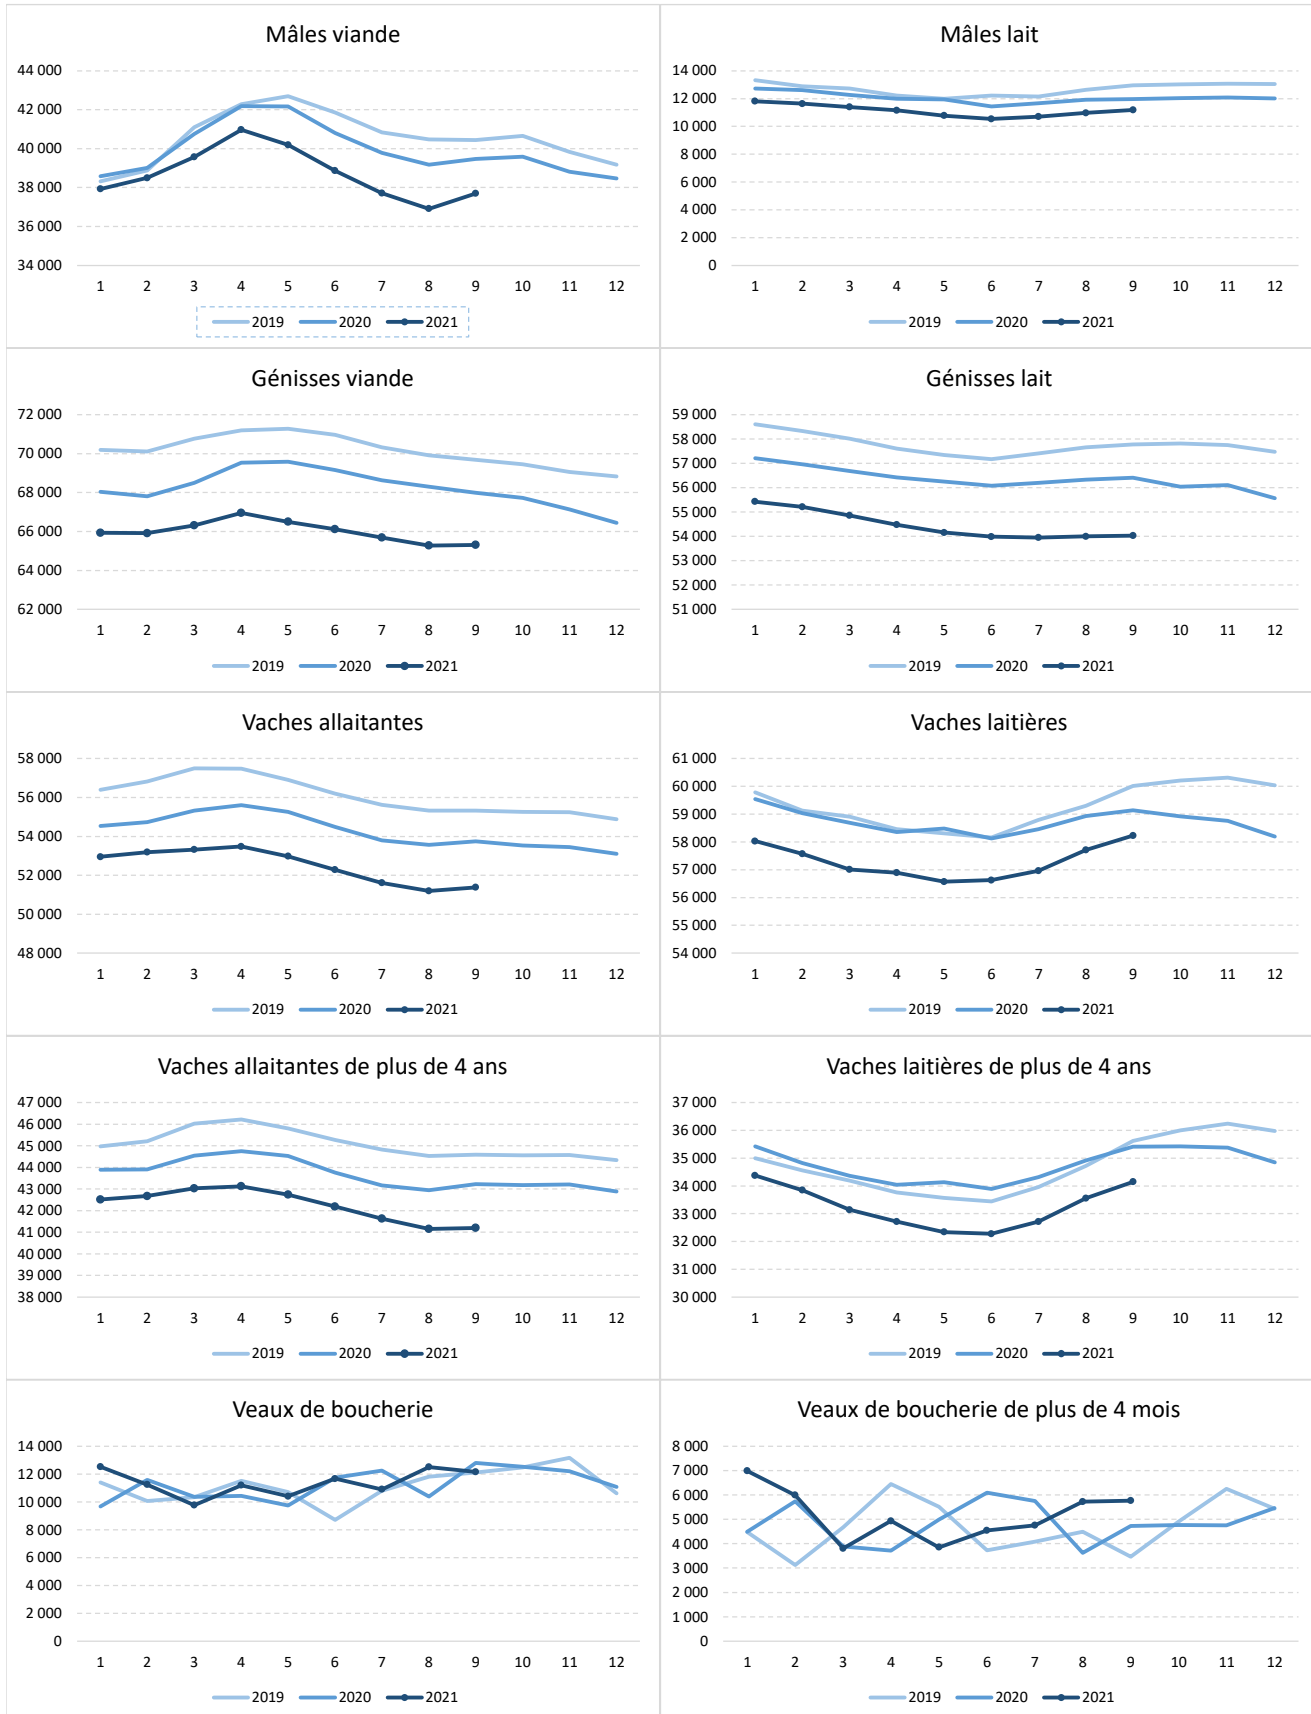 Mâles viande
44 000
42 000
40 000
38 000
36 000
34 000
1 2 3 4 5 6 7 8 9 10 11 12
2019 2020 2021
Mâles lait
14 000
12 000
10 000
8 000
6 000
4 000
2 000
0
1 2 3 4 5 6 7 8 9 10 11 12
2019 2020 2021
Génisses viande
72 000
70 000
68 000
66 000
64 000
62 000
1 2 3 4 5 6 7 8 9 10 11 12
2019 2020 2021
Génisses lait
59 000
58 000
57 000
56 000
55 000
54 000
53 000
52 000
51 000
1 2 3 4 5 6 7 8 9 10 11 12
2019 2020 2021
Vaches allaitantes
58 000
56 000
54 000
52 000
50 000
48 000
1 2 3 4 5 6 7 8 9 10 11 12
2019 2020 2021
Vaches laitières
61 000
60 000
59 000
58 000
57 000
56 000
55 000
54 000
1 2 3 4 5 6 7 8 9 10 11 12
2019 2020 2021
Vaches allaitantes de plus de 4 ans
47 000
46 000
45 000
44 000
43 000
42 000
41 000
40 000
39 000
38 000
1 2 3 4 5 6 7 8 9 10 11 12
2019 2020 2021
Vaches laitières de plus de 4 ans
37 000
36 000
35 000
34 000
33 000
32 000
31 000
30 000
1 2 3 4 5 6 7 8 9 10 11 12
2019 2020 2021
Veaux de boucherie
14 000
12 000
10 000
8 000
6 000
4 000
2 000
0
1 2 3 4 5 6 7 8 9 10 11 12
2019 2020 2021
Veaux de boucherie de plus de 4 mois
8 000
7 000
6 000
5 000
4 000
3 000
2 000
1 000
0
1 2 3 4 5 6 7 8 9 10 11 12
2019 2020 2021